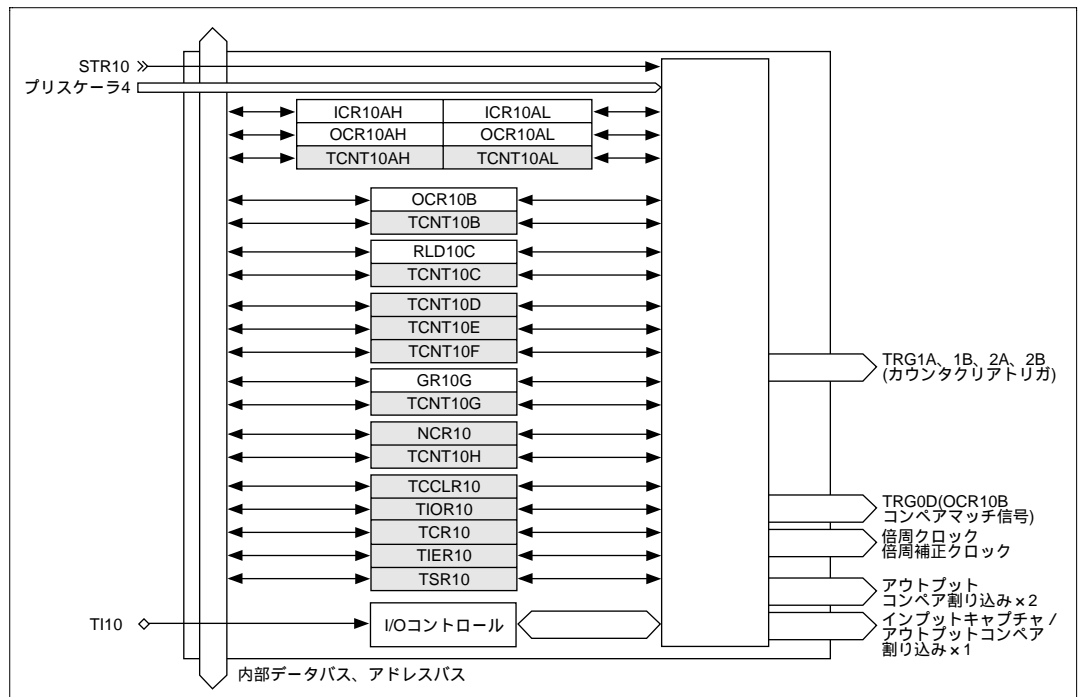 STR10
プリスケーラ4
ICR10AH ICR10AL
OCR10AH OCR10AL
TCNT10AH TCNT10AL
OCR10B
TCNT10B
RLD10C
TCNT10C
TCNT10D
TCNT10E
TCNT10F
GR10G
TCNT10G
NCR10
TCNT10H
TCCLR10
TIOR10
TCR10
TIER10
TSR10
TI10
I/Oコントロール
TRG1A、1B、2A、2B
(カウンタクリアトリガ)
TRG0D(OCR10B
コンペアマッチ信号)
倍周クロック
倍周補正クロック
アウトプット
コンペア割り込み×2
インプットキャプチャ/
アウトプットコンペア
割り込み×1
内部データバス、アドレスバス